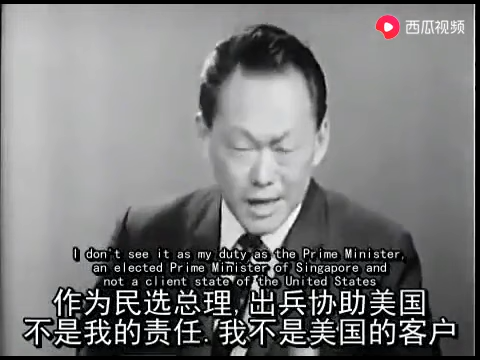 西瓜视频
I don't see it as my duty as the Prime Minister,
an elected Prime Minister of Singapore and
not a client state of the United States
作为民选总理,出兵协助美国
不是我的责任.我不是美国的客户